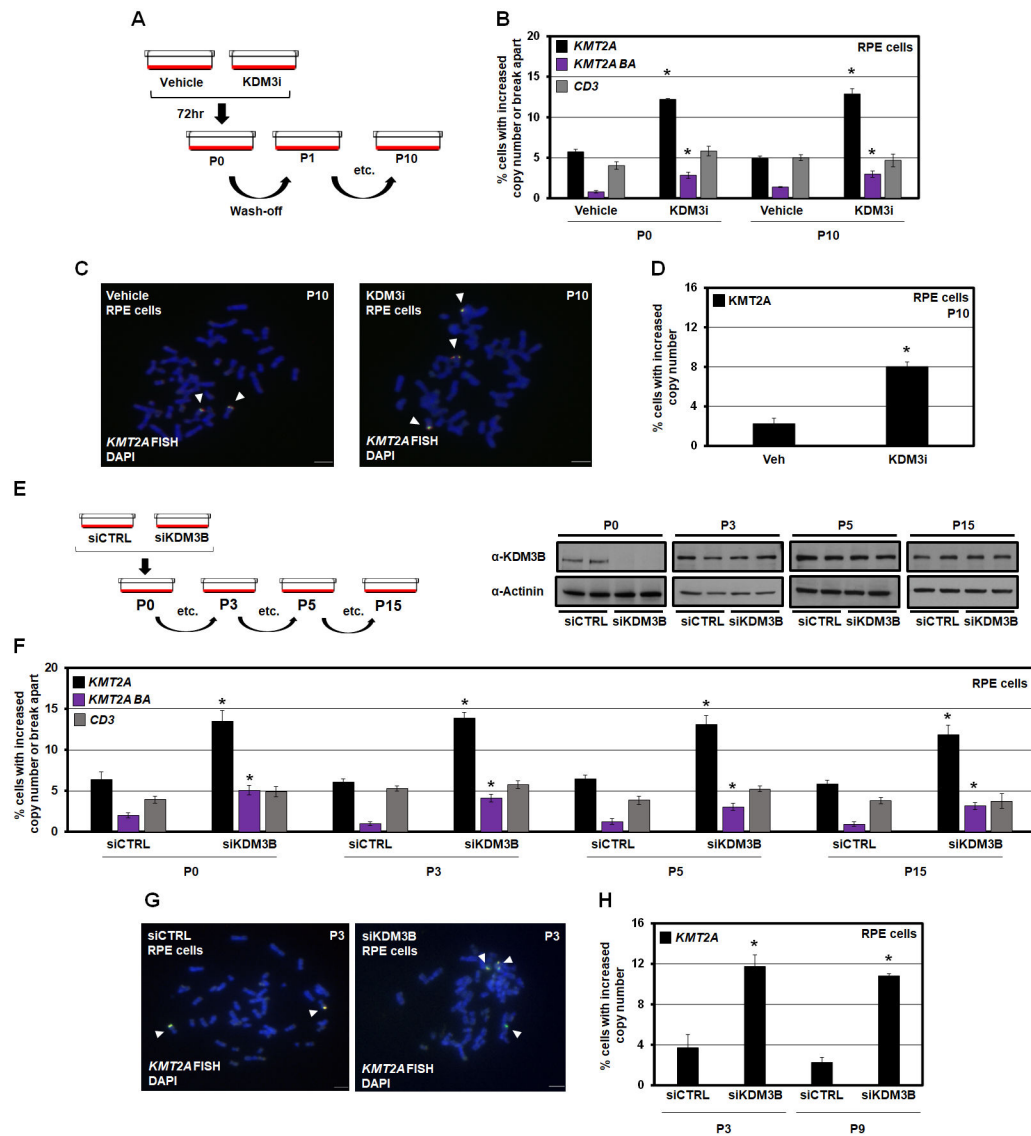 A
Vehicle
KDM3i
72hr
P0
P1
P10
etc.
Wash-off
B
% cells with increased
copy number or break apart
20
15
10
5
0
KMT2A
KMT2A BA
CD3
RPE cells
*
*
*
*
Vehicle
KDM3i
Vehicle
KDM3i
P0
P10
C
Vehicle
RPE cells
P10
KMT2A FISH
DAPI
KDM3i
RPE cells
P10
KMT2A FISH
DAPI
D
% cells with increased
copy number
16
12
8
4
0
KMT2A
RPE cells
P10
*
Veh
KDM3i
E
siCTRL
siKDM3B
P0
P3
P5
P15
etc.
etc.
etc.
P0
P3
P5
P15
α-KDM3B
α-Actinin
siCTRL siKDM3B
siCTRL siKDM3B
siCTRL siKDM3B
siCTRL siKDM3B
F
% cells with increased
copy number or break apart
20
15
10
5
0
KMT2A
KMT2A BA
CD3
RPE cells
*
*
*
*
*
*
*
*
siCTRL
siKDM3B
siCTRL
siKDM3B
siCTRL
siKDM3B
siCTRL
siKDM3B
P0
P3
P5
P15
G
siCTRL
RPE cells
P3
KMT2A FISH
DAPI
siKDM3B
RPE cells
P3
KMT2A FISH
DAPI
H
% cells with increased
copy number
16
12
8
4
0
KMT2A
RPE cells
*
*
siCTRL
siKDM3B
siCTRL
siKDM3B
P3
P9